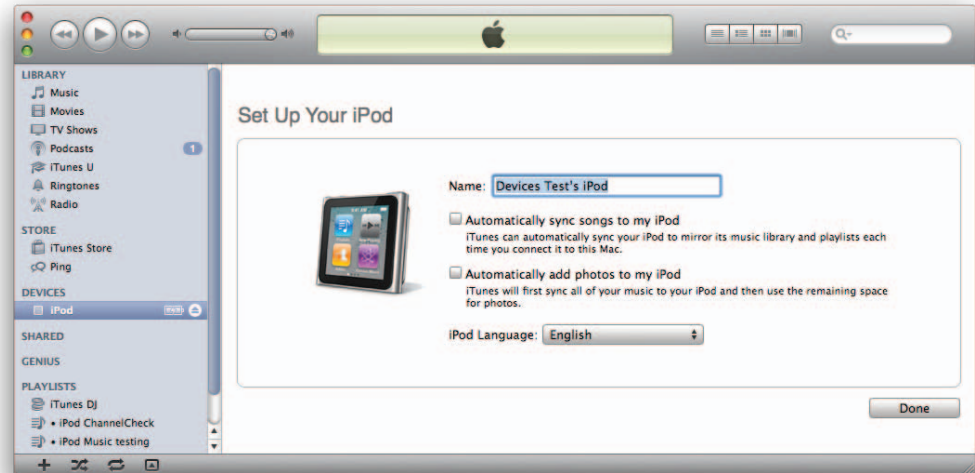 LIBRARY
Music
Movies
TV Shows
Podcasts 1
iTunes U
Ringtones
Radio
STORE
iTunes Store
Ping
DEVICES
iPod
SHARED
GENIUS
PLAYLISTS
iTunes DJ
• iPod ChannelCheck
• iPod Music testing
Set Up Your iPod
Name: Devices Test's iPod
Automatically sync songs to my iPod
iTunes can automatically sync your iPod to mirror its music library and playlists each
time you connect it to this Mac.
Automatically add photos to my iPod
iTunes will first sync all of your music to your iPod and then use the remaining space
for photos.
iPod Language: English
Done